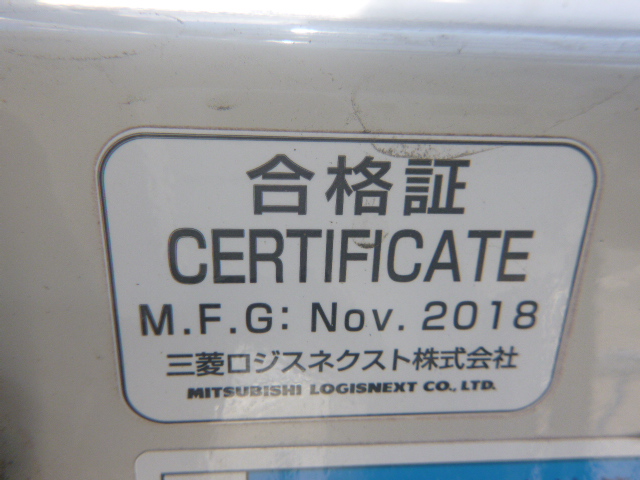 合格証
CERTIFICATE
M.F.G: Nov. 2018
三菱ロジスネクスト株式会社
MITSUBISHI LOGISNEXT CO., LTD.